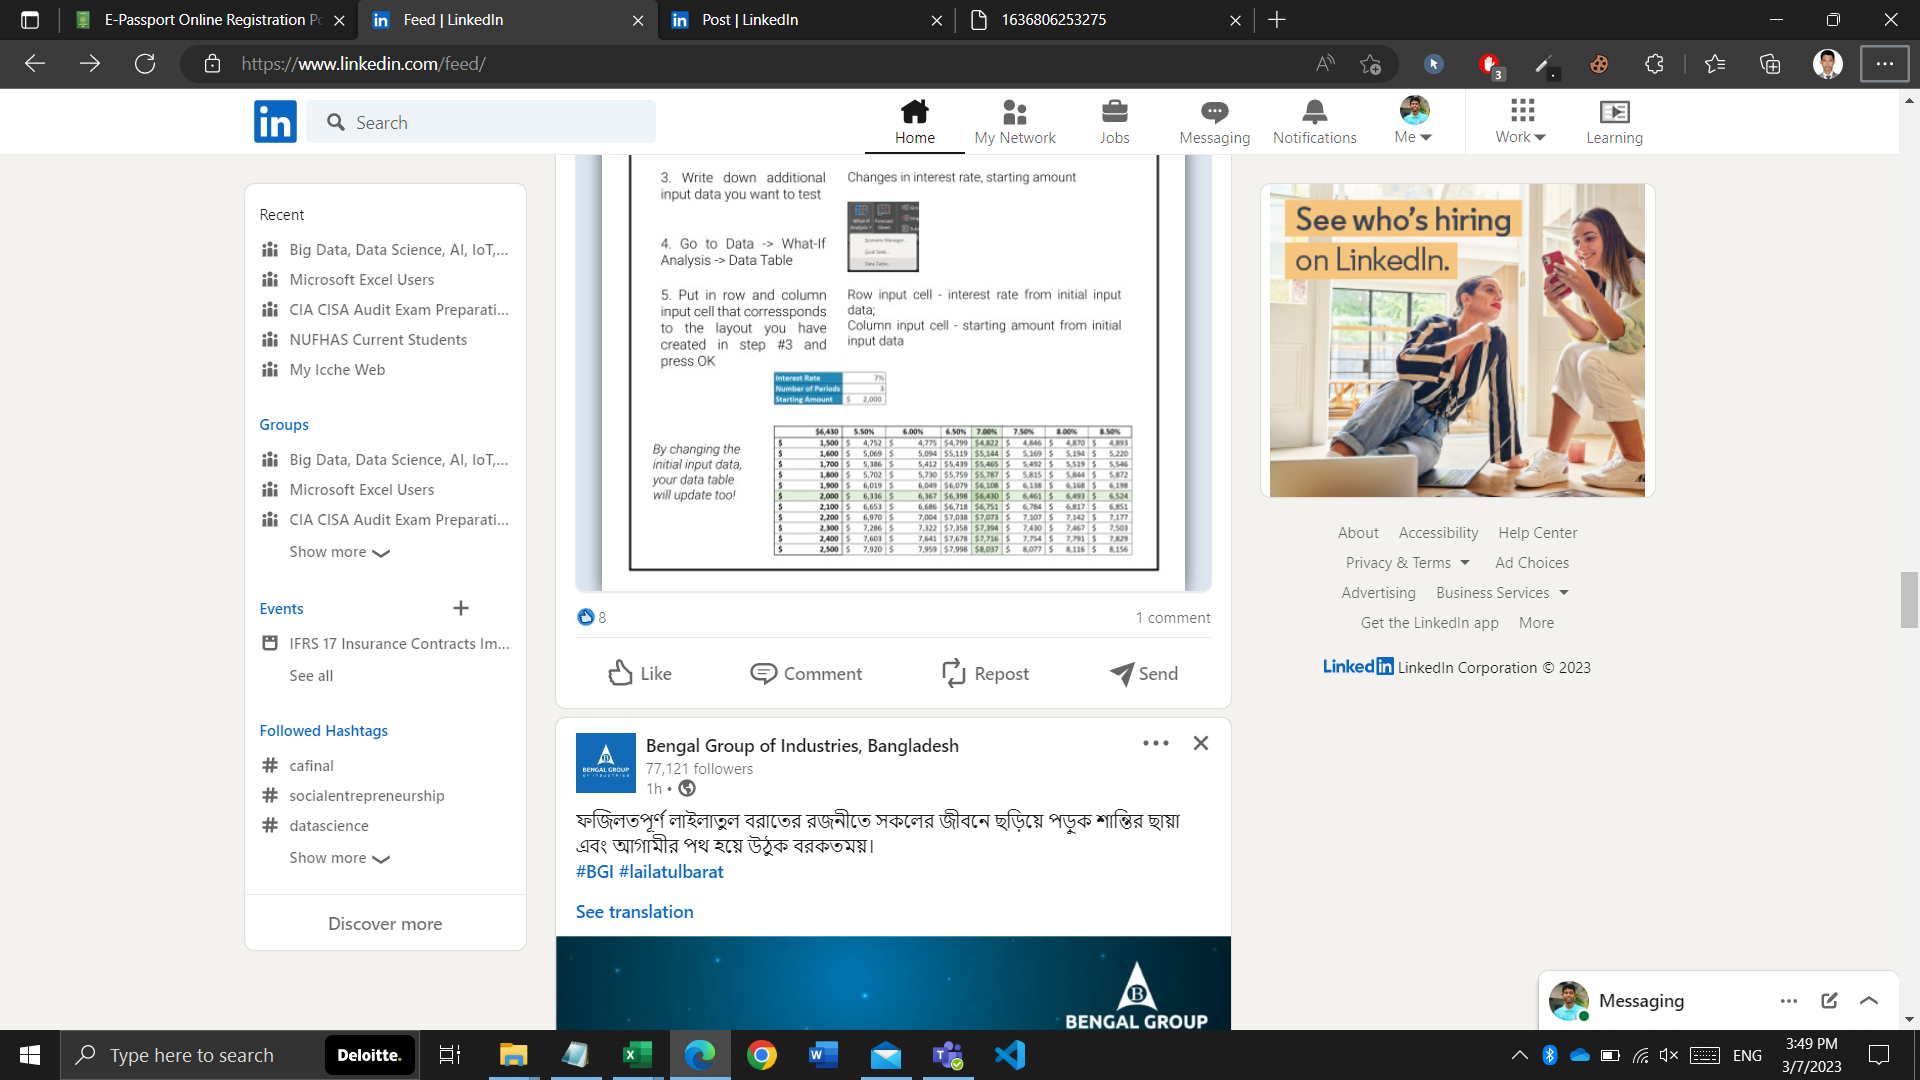 E-Passport Online Registration Po
Feed | LinkedIn
Post | LinkedIn
1636806253275
https://www.linkedin.com/feed/
3
Search
Home
My Network
Jobs
Messaging
Notifications
Me
Work
Learning
Recent
Big Data, Data Science, AI, IoT,...
Microsoft Excel Users
CIA CISA Audit Exam Preparati...
NUFHAS Current Students
My Icche Web
Groups
Big Data, Data Science, AI, IoT,...
Microsoft Excel Users
CIA CISA Audit Exam Preparati...
Show more
Events
IFRS 17 Insurance Contracts Im...
See all
Followed Hashtags
# cafinal
# socialentrepreneurship
# datascience
Show more
Discover more
3. Write down additional
input data you want to test
Changes in interest rate, starting amount
4. Go to Data -> What-If
Analysis -> Data Table
Scenario Manager...
Goal Seek...
Data Table...
5. Put in row and column
input cell that corressponds
to the layout you have
created in step #3 and
press OK
Row input cell - interest rate from initial input
data;
Column input cell - starting amount from initial
input data
Interest Rate 7%
Number of Periods 3
Starting Amount $ 2,000
By changing the
initial input data,
your data table
will update too!
$6,430 5.50% 6.00% 6.50% 7.00% 7.50% 8.00% 8.50%
$ 1,500 $ 4,752 $ 4,775 $4,799 $4,822 $ 4,846 $ 4,870 $ 4,893
$ 1,600 $ 5,069 $ 5,094 $5,119 $5,144 $ 5,169 $ 5,194 $ 5,220
$ 1,700 $ 5,386 $ 5,412 $5,439 $5,465 $ 5,492 $ 5,519 $ 5,546
$ 1,800 $ 5,702 $ 5,730 $5,759 $5,787 $ 5,815 $ 5,844 $ 5,872
$ 1,900 $ 6,019 $ 6,049 $6,079 $6,108 $ 6,138 $ 6,168 $ 6,198
$ 2,000 $ 6,336 $ 6,367 $6,398 $6,430 $ 6,461 $ 6,493 $ 6,524
$ 2,100 $ 6,653 $ 6,686 $6,718 $6,751 $ 6,784 $ 6,817 $ 6,851
$ 2,200 $ 6,970 $ 7,004 $7,038 $7,073 $ 7,107 $ 7,142 $ 7,177
$ 2,300 $ 7,286 $ 7,322 $7,358 $7,394 $ 7,430 $ 7,467 $ 7,503
$ 2,400 $ 7,603 $ 7,641 $7,678 $7,716 $ 7,754 $ 7,791 $ 7,829
$ 2,500 $ 7,920 $ 7,959 $7,998 $8,037 $ 8,077 $ 8,116 $ 8,156
8
1 comment
Like
Comment
Repost
Send
BENGAL GROUP
OF INDUSTRIES
Bengal Group of Industries, Bangladesh
77,121 followers
1h •
ফজিলতপূর্ণ লাইলাতুল বরাতের রজনীতে সকলের জীবনে ছড়িয়ে পড়ুক শান্তির ছায়া
এবং আগামীর পথ হয়ে উঠুক বরকতময়।
#BGI #lailatulbarat
See translation
B
BENGAL GROUP
See who's hiring
on LinkedIn.
About
Accessibility
Help Center
Privacy & Terms
Ad Choices
Advertising
Business Services
Get the LinkedIn app
More
LinkedIn LinkedIn Corporation © 2023
Messaging
Type here to search
Deloitte.
ENG
3:49 PM
3/7/2023